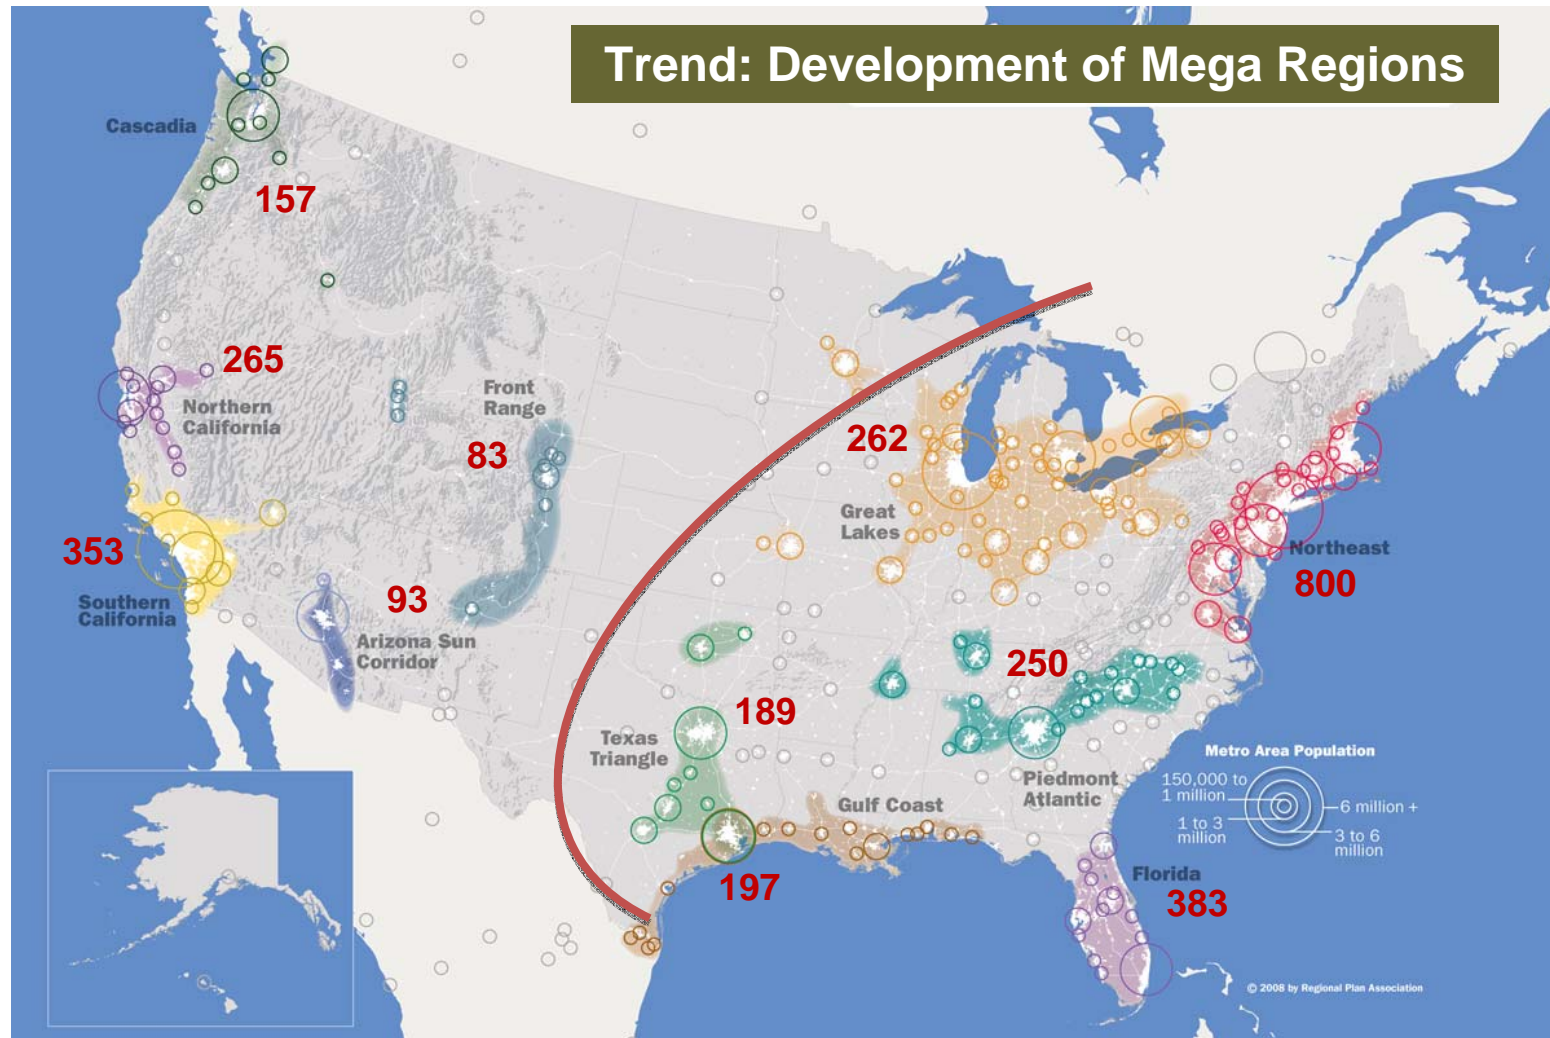 Trend: Development of Mega Regions
Cascadia
157
265
Northern
California
Front
Range
83
262
Great
Lakes
353
Southern
California
93
Arizona Sun
Corridor
Northeast
800
250
189
Texas
Triangle
Piedmont
Atlantic
Gulf Coast
197
Florida
383
Metro Area Population
150,000 to
1 million
1 to 3
million
6 million +
3 to 6
million
© 2008 by Regional Plan Association